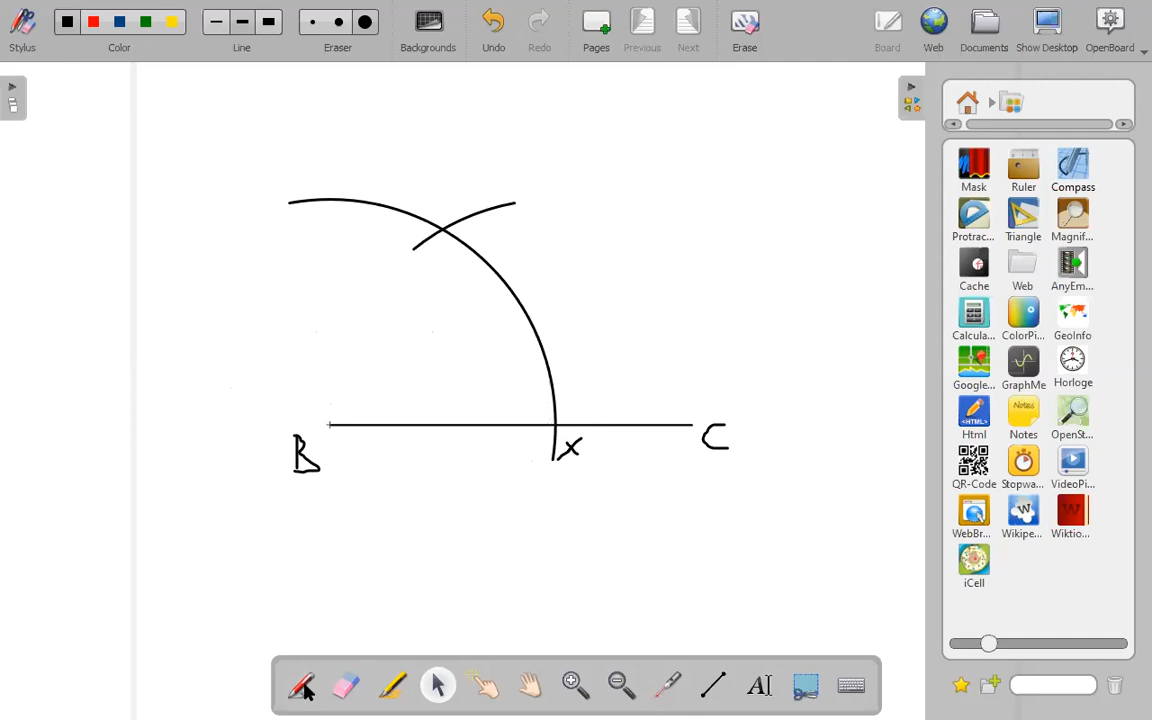 Stylus
Color
Line
Eraser
Backgrounds
Undo
Redo
Pages
Previous
Next
Erase
Board
Web
Documents
Show Desktop
OpenBoard
Mask
Ruler
Compass
Protrac...
Triangle
Magnif...
Cache
Web
AnyEm...
Calcula...
ColorPi...
GeoInfo
Google...
GraphMe
Horloge
Html
Notes
OpenSt...
QR-Code
Stopwa...
VideoPi...
WebBr...
Wikipe...
Wiktio...
iCell
B
X
C